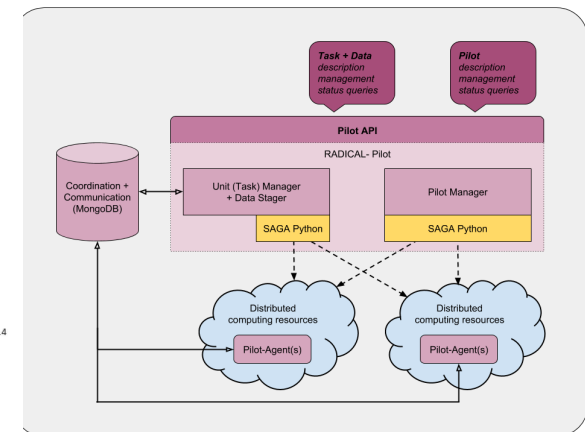 Task + Data
description
management
status queries
Pilot
description
management
status queries
Pilot API
RADICAL- Pilot
Coordination +
Communication
(MongoDB)
Unit (Task) Manager
+ Data Stager
Pilot Manager
SAGA Python
SAGA Python
Distributed
computing resources
Distributed
computing resources
Pilot-Agent(s)
Pilot-Agent(s)
.4